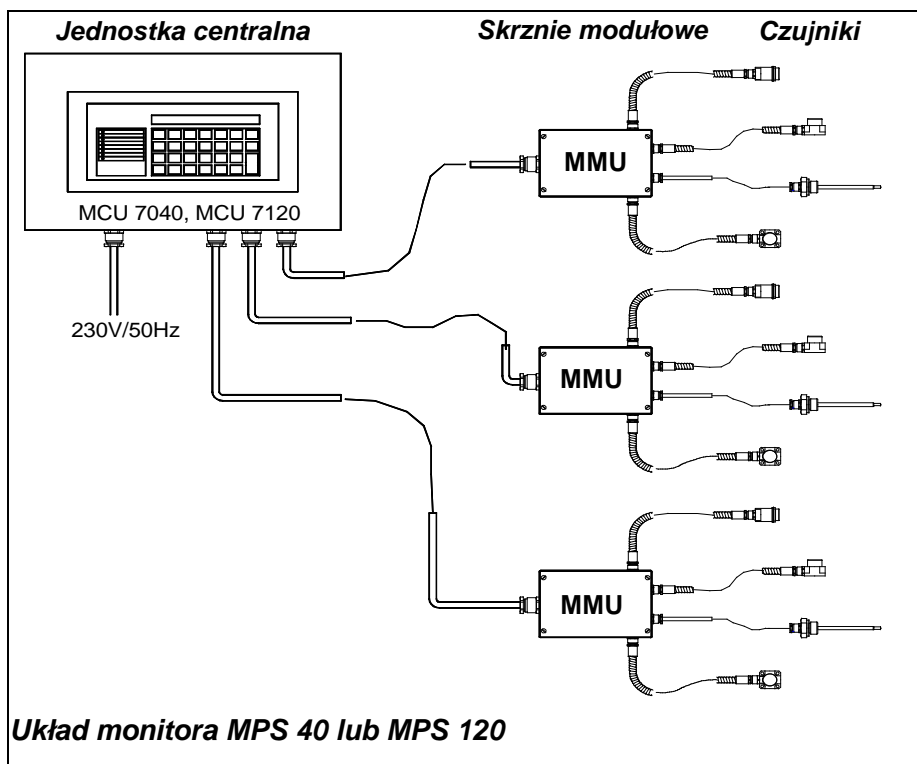 Jednostka centralna
Skrznie modułowe
Czujniki
MMU
MCU 7040, MCU 7120
230V/50Hz
MMU
MMU
Układ monitora MPS 40 lub MPS 120